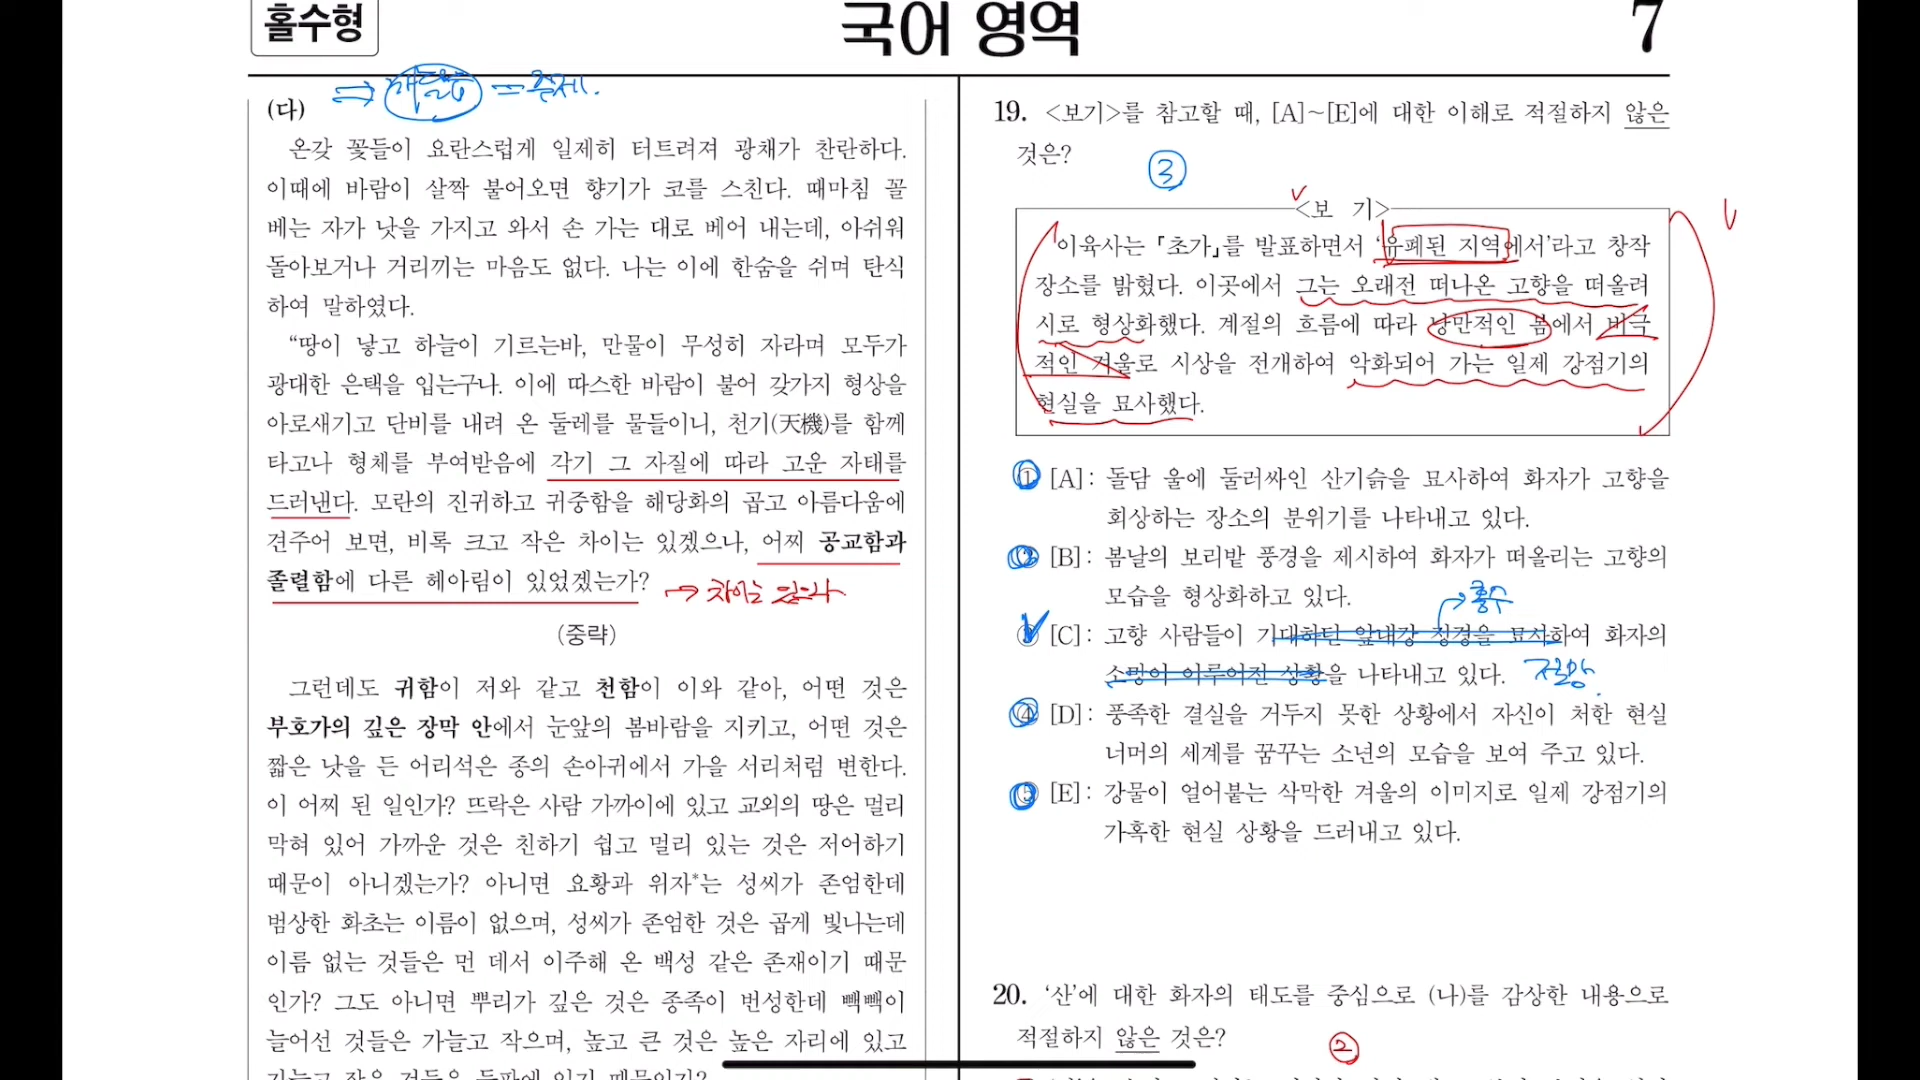 홀수형
국어 영역
7
(다)
온갖 꽃들이 요란스럽게 일제히 터트려져 광채가 찬란하다.
이때에 바람이 살짝 불어오면 향기가 코를 스친다. 때마침 꼴
베는 자가 낫을 가지고 와서 손 가는 대로 베어 내는데, 아쉬워
돌아보거나 거리끼는 마음도 없다. 나는 이에 한숨을 쉬며 탄식
하여 말하였다.
“땅이 낳고 하늘이 기르는바, 만물이 무성히 자라며 모두가
광대한 은택을 입는구나. 이에 따스한 바람이 불어 갖가지 형상을
아로새기고 단비를 내려 온 둘레를 물들이니, 천기(天機)를 함께
타고나 형체를 부여받음에 각기 그 자질에 따라 고운 자태를
드러낸다. 모란의 진귀하고 귀중함을 해당화의 곱고 아름다움에
견주어 보면, 비록 크고 작은 차이는 있겠으나, 어찌 공교함과
졸렬함에 다른 헤아림이 있었겠는가?
→ 차이는 있으나
(중략)
그런데도 귀함이 저와 같고 천함이 이와 같아, 어떤 것은
부호가의 깊은 장막 안에서 눈앞의 봄바람을 지키고, 어떤 것은
짧은 낫을 든 어리석은 종의 손아귀에서 가을 서리처럼 변한다.
이 어찌 된 일인가? 뜨락은 사람 가까이에 있고 교외의 땅은 멀리
막혀 있어 가까운 것은 친하기 쉽고 멀리 있는 것은 저어하기
때문이 아니겠는가? 아니면 요황과 위자*는 성씨가 존엄한데
범상한 화초는 이름이 없으며, 성씨가 존엄한 것은 곱게 빛나는데
이름 없는 것들은 먼 데서 이주해 온 백성 같은 존재이기 때문
인가? 그도 아니면 뿌리가 깊은 것은 종족이 번성한데 빽빽이
늘어선 것들은 가늘고 작으며, 높고 큰 것은 높은 자리에 있고
19. <보기>를 참고할 때, [A]~[E]에 대한 이해로 적절하지 않은
것은?
③
<보 기>
이육사는 「초가」를 발표하면서 ‘유폐된 지역에서’라고 창작
장소를 밝혔다. 이곳에서 그는 오래전 떠나온 고향을 떠올려
시로 형상화했다. 계절의 흐름에 따라 낭만적인 봄에서 비극
적인 겨울로 시상을 전개하여 악화되어 가는 일제 강점기의
현실을 묘사했다.
① [A]: 돌담 울에 둘러싸인 산기슭을 묘사하여 화자가 고향을
회상하는 장소의 분위기를 나타내고 있다.
② [B]: 봄날의 보리밭 풍경을 제시하여 화자가 떠올리는 고향의
모습을 형상화하고 있다.
→ 홍수
③ [C]: 고향 사람들이 기대하던 앞내강 정경을 묘사하여 화자의
소망이 이루어진 상황을 나타내고 있다. 절망.
④ [D]: 풍족한 결실을 거두지 못한 상황에서 자신이 처한 현실
너머의 세계를 꿈꾸는 소년의 모습을 보여 주고 있다.
⑤ [E]: 강물이 얼어붙는 삭막한 겨울의 이미지로 일제 강점기의
가혹한 현실 상황을 드러내고 있다.
20. ‘산’에 대한 화자의 태도를 중심으로 (나)를 감상한 내용으로
적절하지 않은 것은?
②